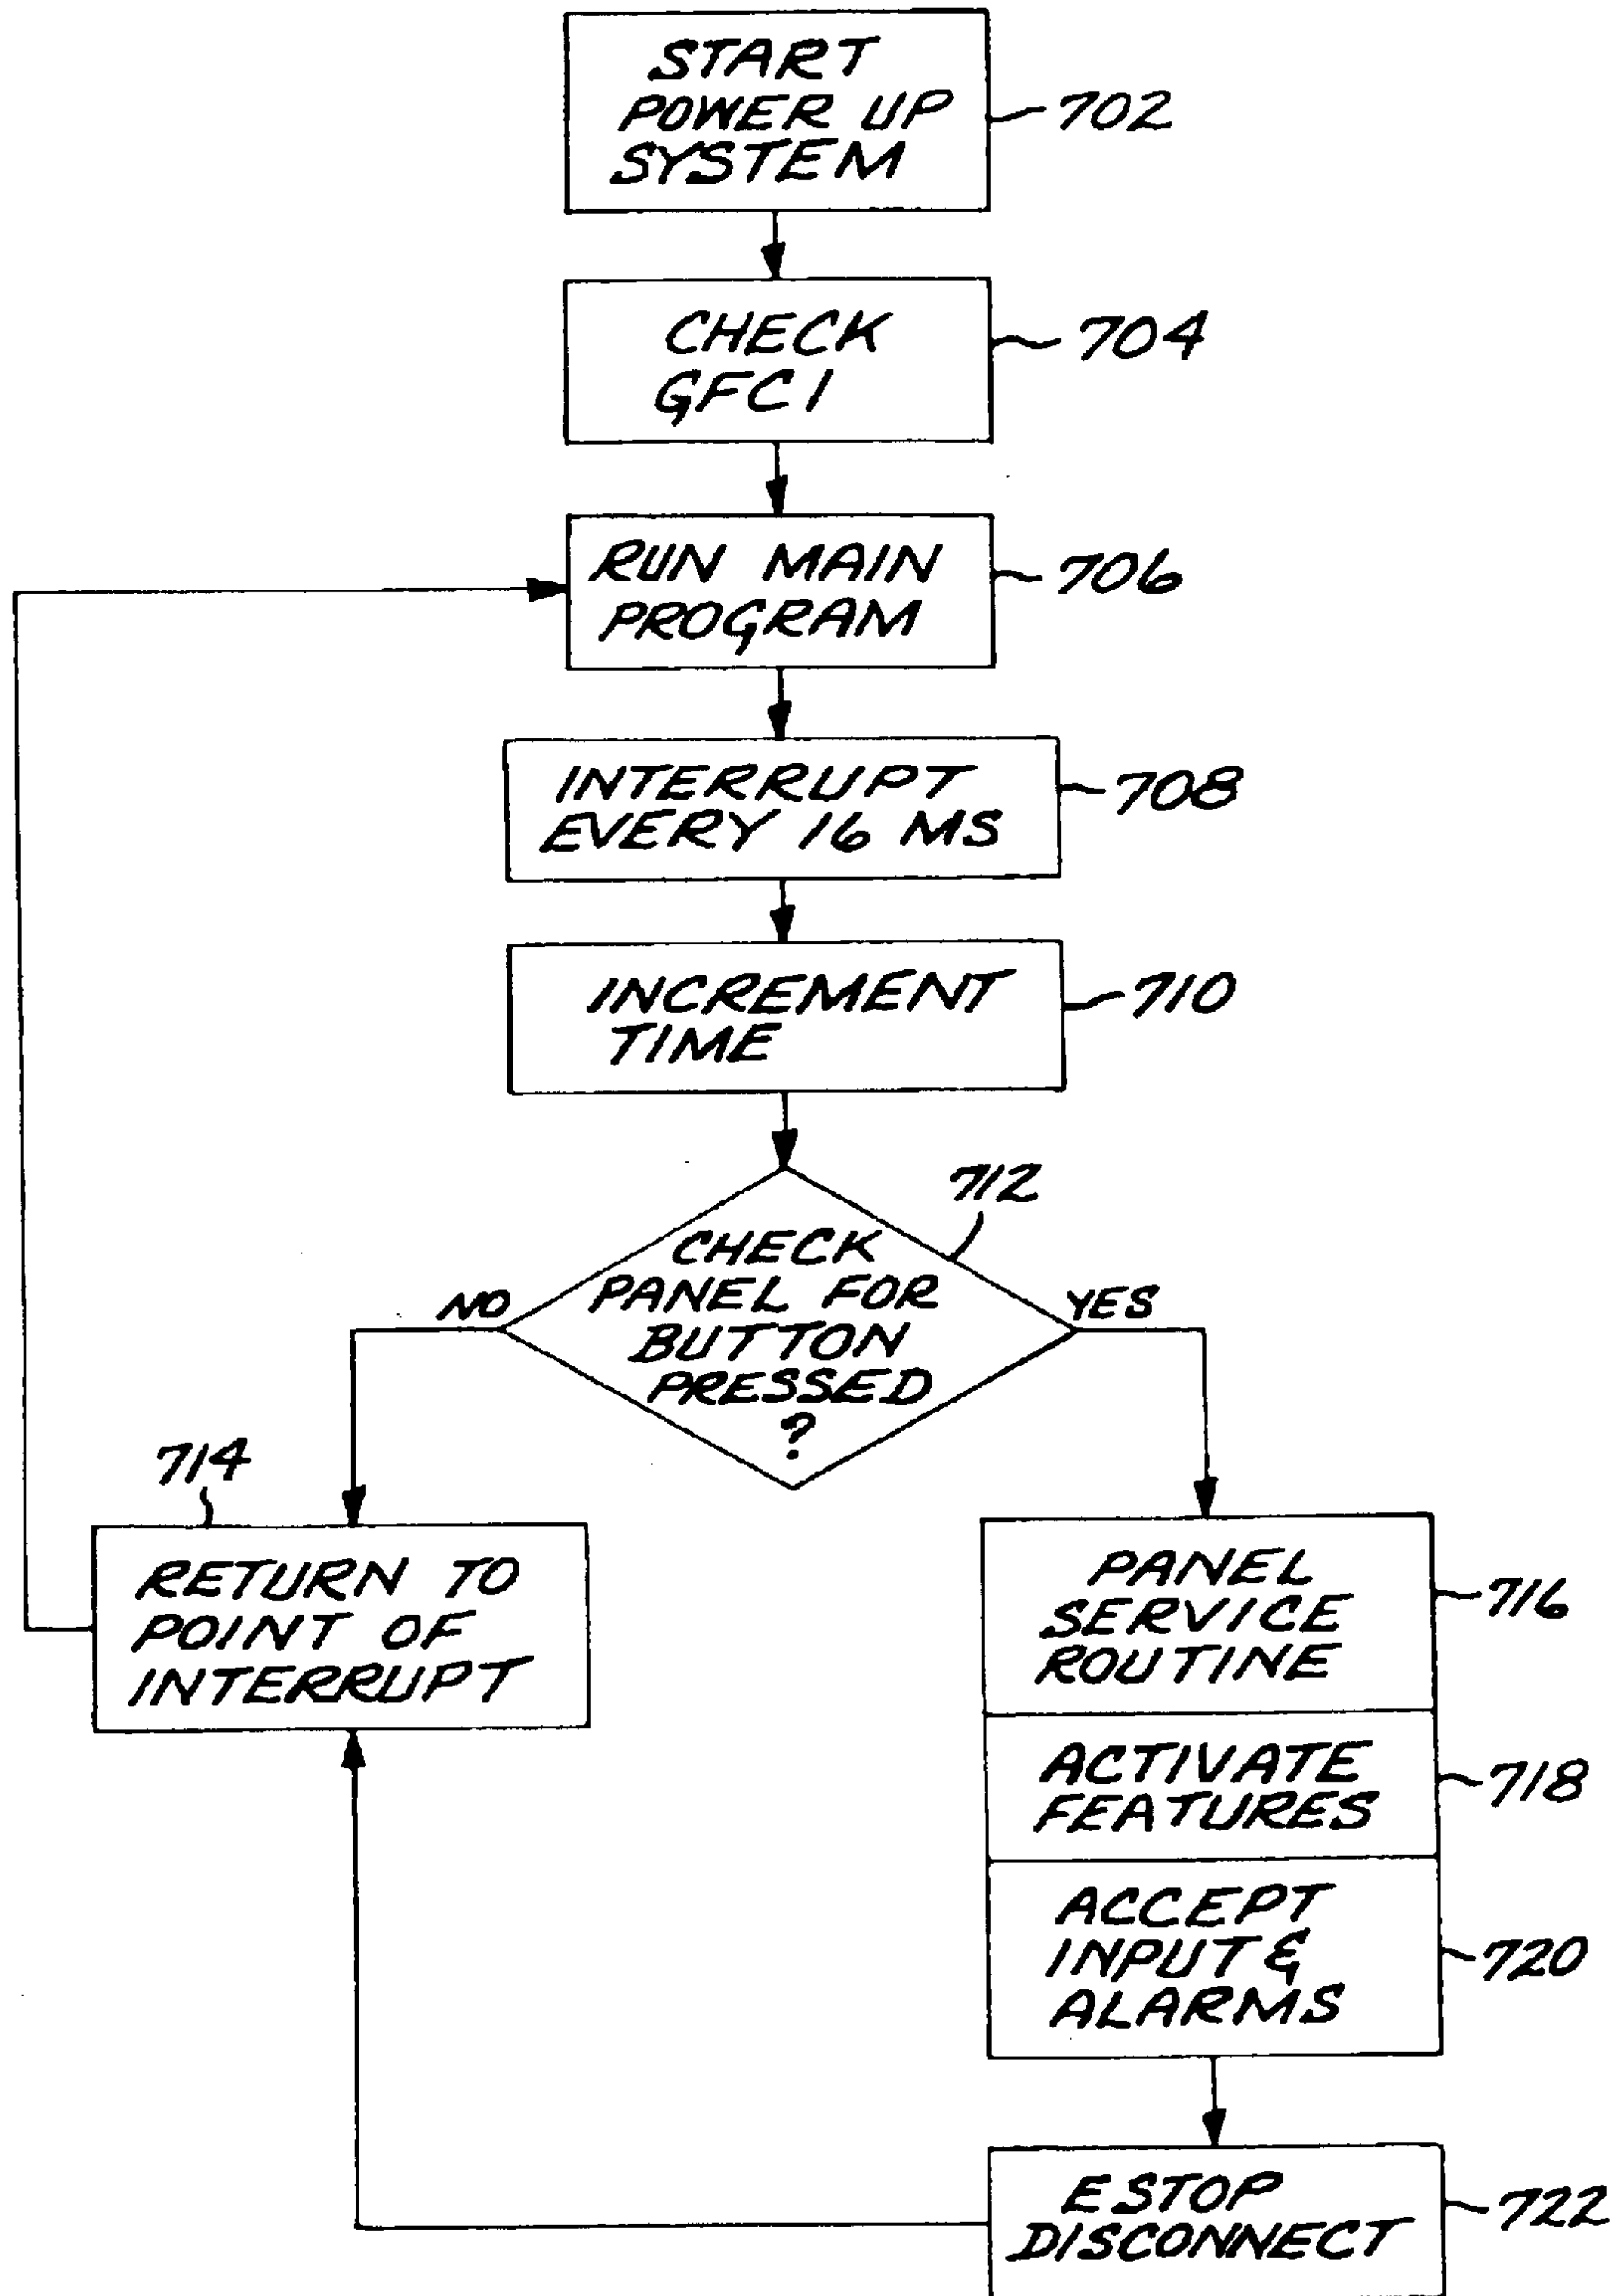 START
POWER UP
SYSTEM
702
CHECK
GFCI
704
RUN MAIN
PROGRAM
706
INTERRUPT
EVERY 16 MS
708
INCREMENT
TIME
710
712
CHECK
PANEL FOR
BUTTON
PRESSED
?
NO
YES
714
RETURN TO
POINT OF
INTERRUPT
PANEL
SERVICE
ROUTINE
716
ACTIVATE
FEATURES
718
ACCEPT
INPUT &
ALARMS
720
E STOP
DISCONNECT
722